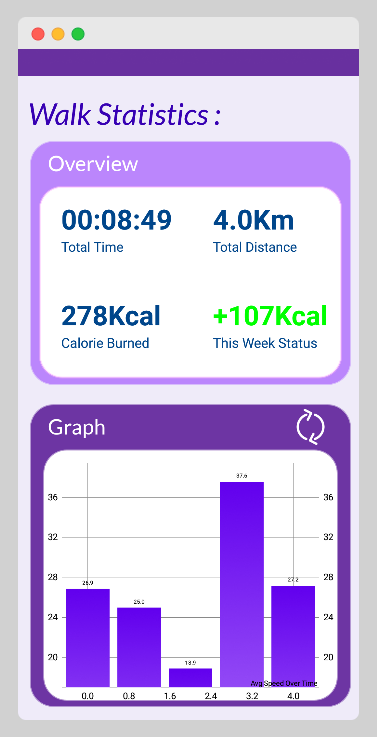 Walk Statistics :
Overview
00:08:49 4.0Km
Total Time Total Distance
278Kcal +107Kcal
Calorie Burned This Week Status
Graph
37.6
36 36
32 32
28 28
26.9 27.2
25.0
24 24
20 20
18.9
Avg Speed Over Time
0.0 0.8 1.6 2.4 3.2 4.0